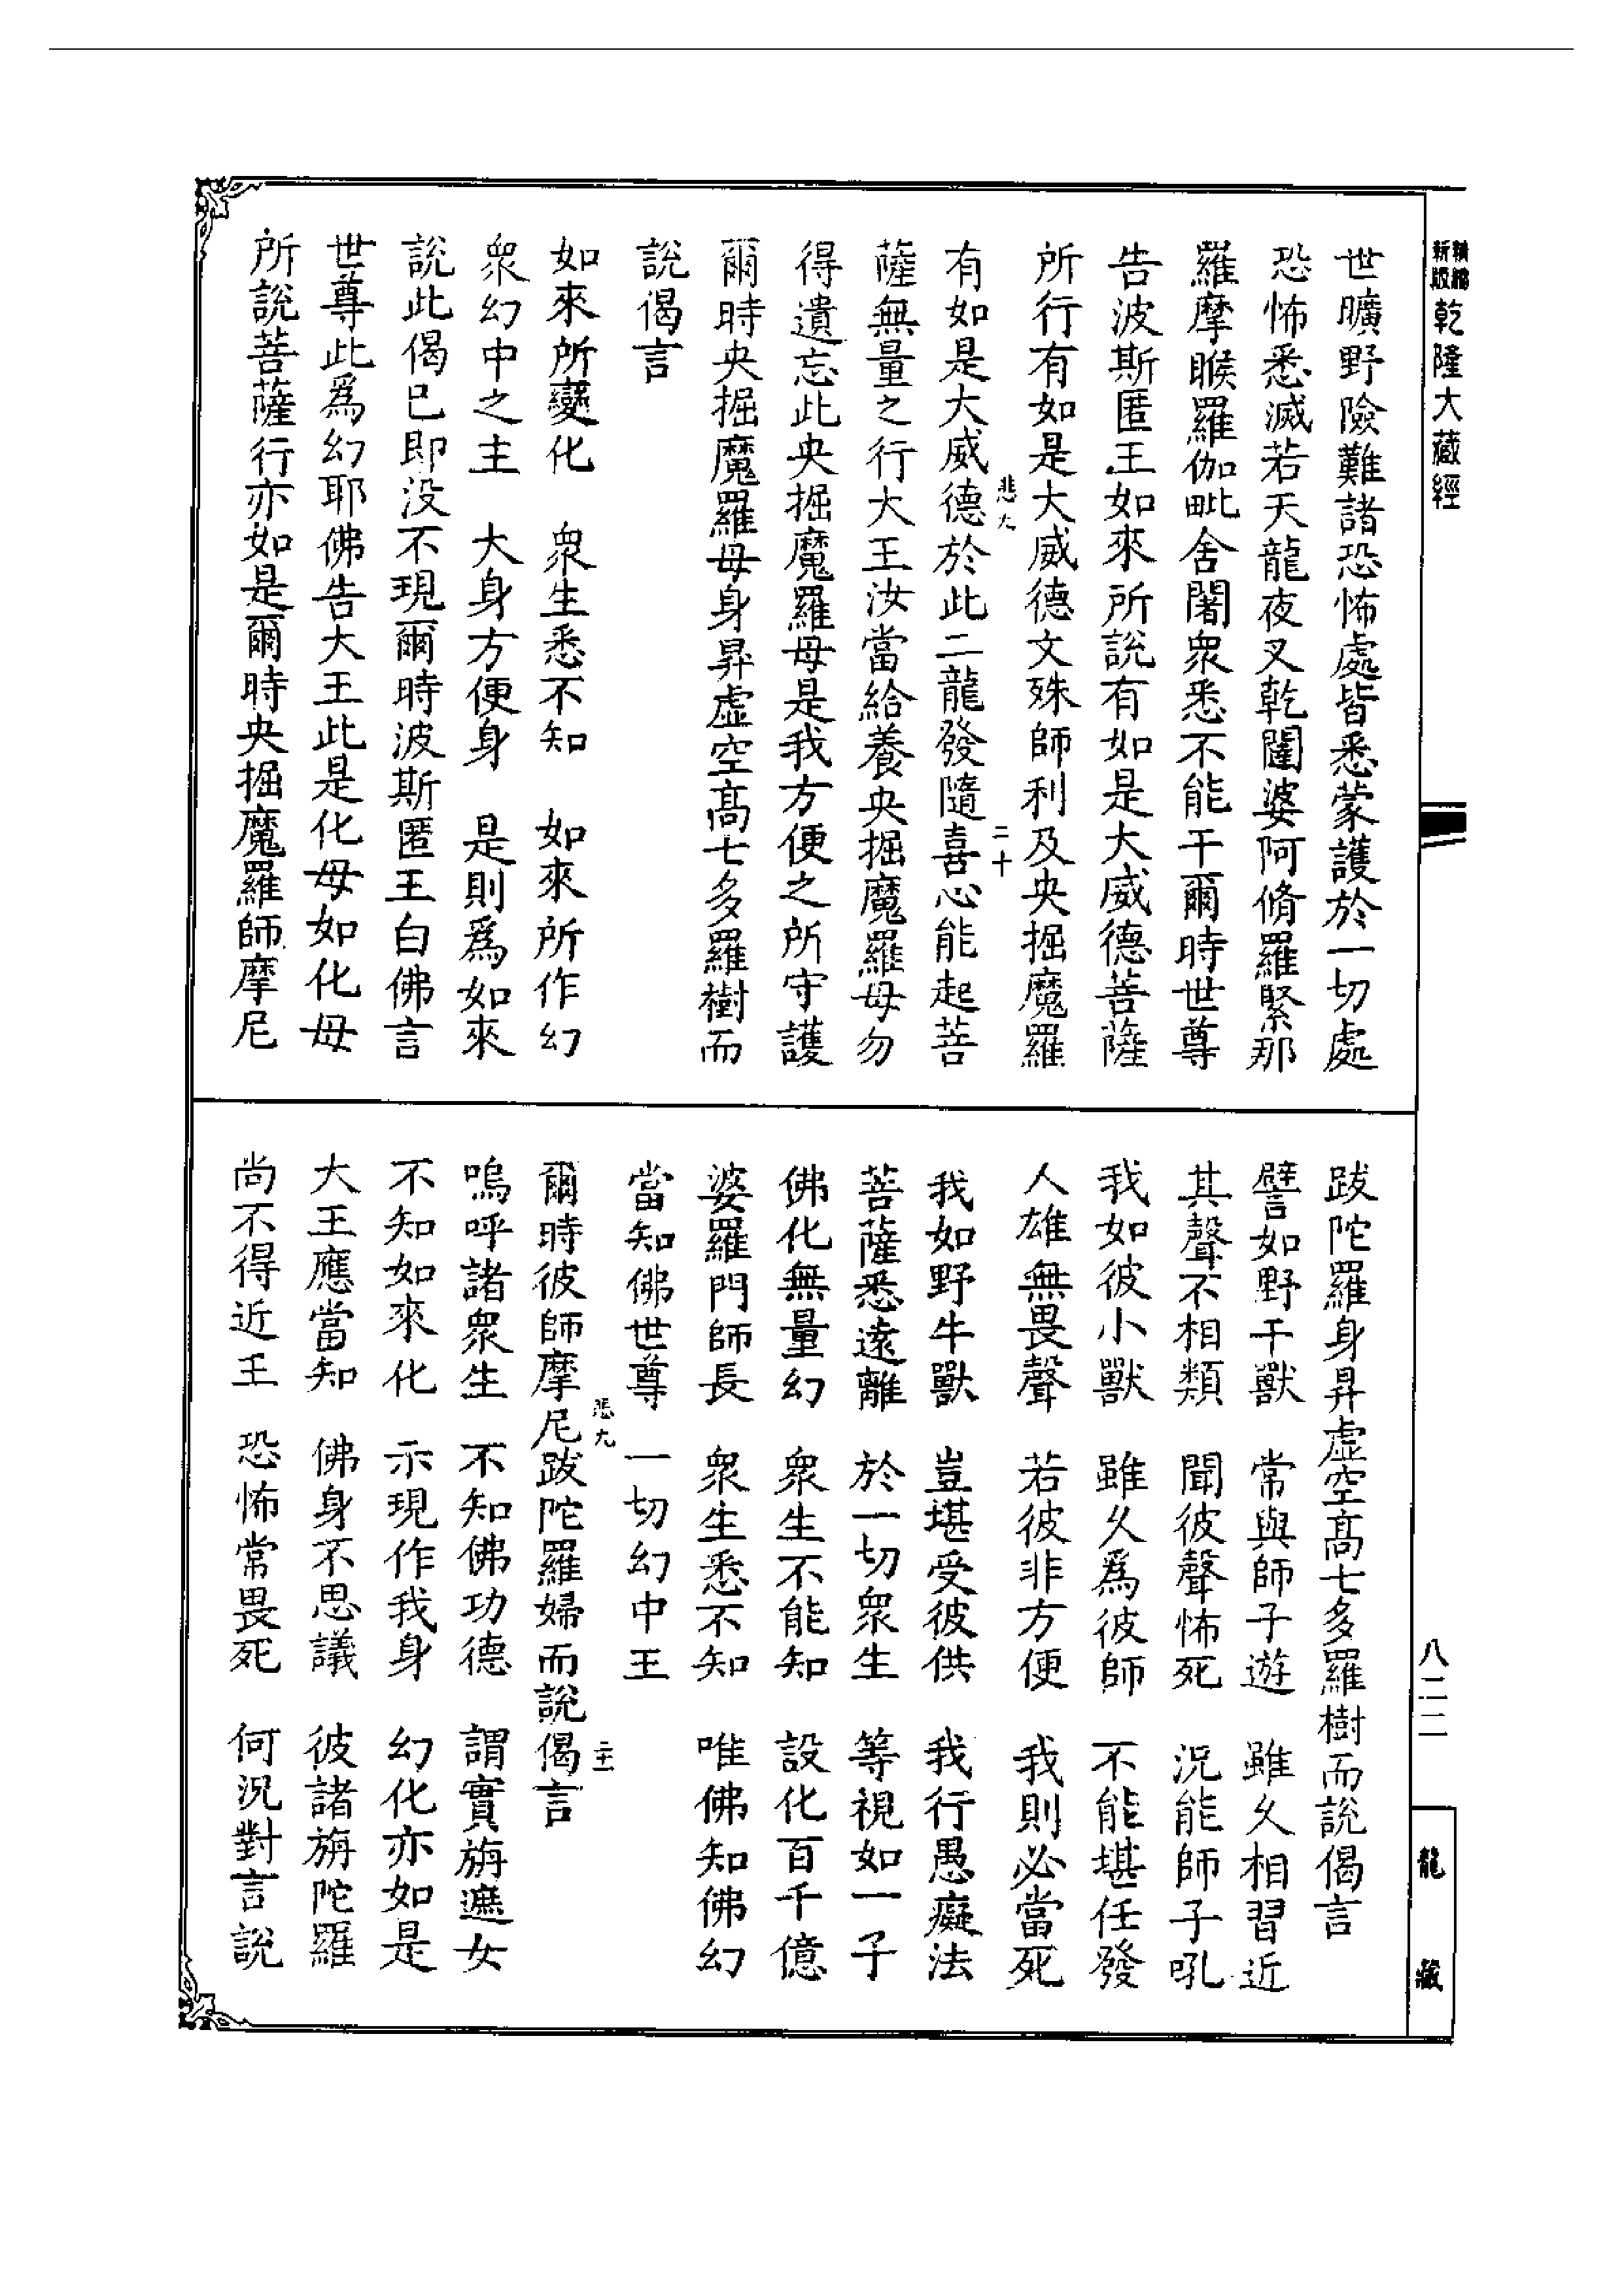 精編新版
乾隆大藏經
世曠野險難諸恐怖處皆悉蒙護於一切處
恐怖悉滅若天龍夜叉乾闥婆阿脩羅緊那
羅摩睺羅伽毗舍闍衆悉不能干爾時世尊
告波斯匿王如來所說有如是大威德菩薩
所行有如是大威德文殊師利及央掘魔羅
悲九
二十
有如是大威德於此二龍發隨喜心能起菩
薩無量之行大王汝當給養央掘魔羅母勿
得遺忘此央掘魔羅母是我方便之所守護
爾時央掘魔羅母身昇虛空高七多羅樹而
說偈言
如來所變化 衆生悉不知 如來所作幻
衆幻中之主 大身方便身 是則爲如來
說此偈已即没不現爾時波斯匿王白佛言
世尊此爲幻耶佛告大王此是化母如化母
所說菩薩行亦如是爾時央掘魔羅師摩尼
跋陀羅身昇虛空高七多羅樹而說偈言
譬如野干獸 常與師子遊 雖久相習近
其聲不相類 聞彼聲怖死 況能師子吼
我如彼小獸 雖久爲彼師 不能堪任發
人雄無畏聲 若彼非方便 我則必當死
我如野牛獸 豈堪受彼供 我行愚癡法
菩薩悉遠離 於一切衆生 等視如一子
佛化無量幻 衆生不能知 設化百千億
婆羅門師長 衆生悉不知 唯佛知佛幻
當知佛世尊 一切幻中王
悲九
二十一
爾時彼師摩尼跋陀羅婦而說偈言
嗚呼諸衆生 不知佛功德 謂實旃遮女
不知如來化 示現作我身 幻化亦如是
大王應當知 佛身不思議 彼諸旃陀羅
尚不得近王 恐怖常畏死 何況對言說
八二二
龍藏